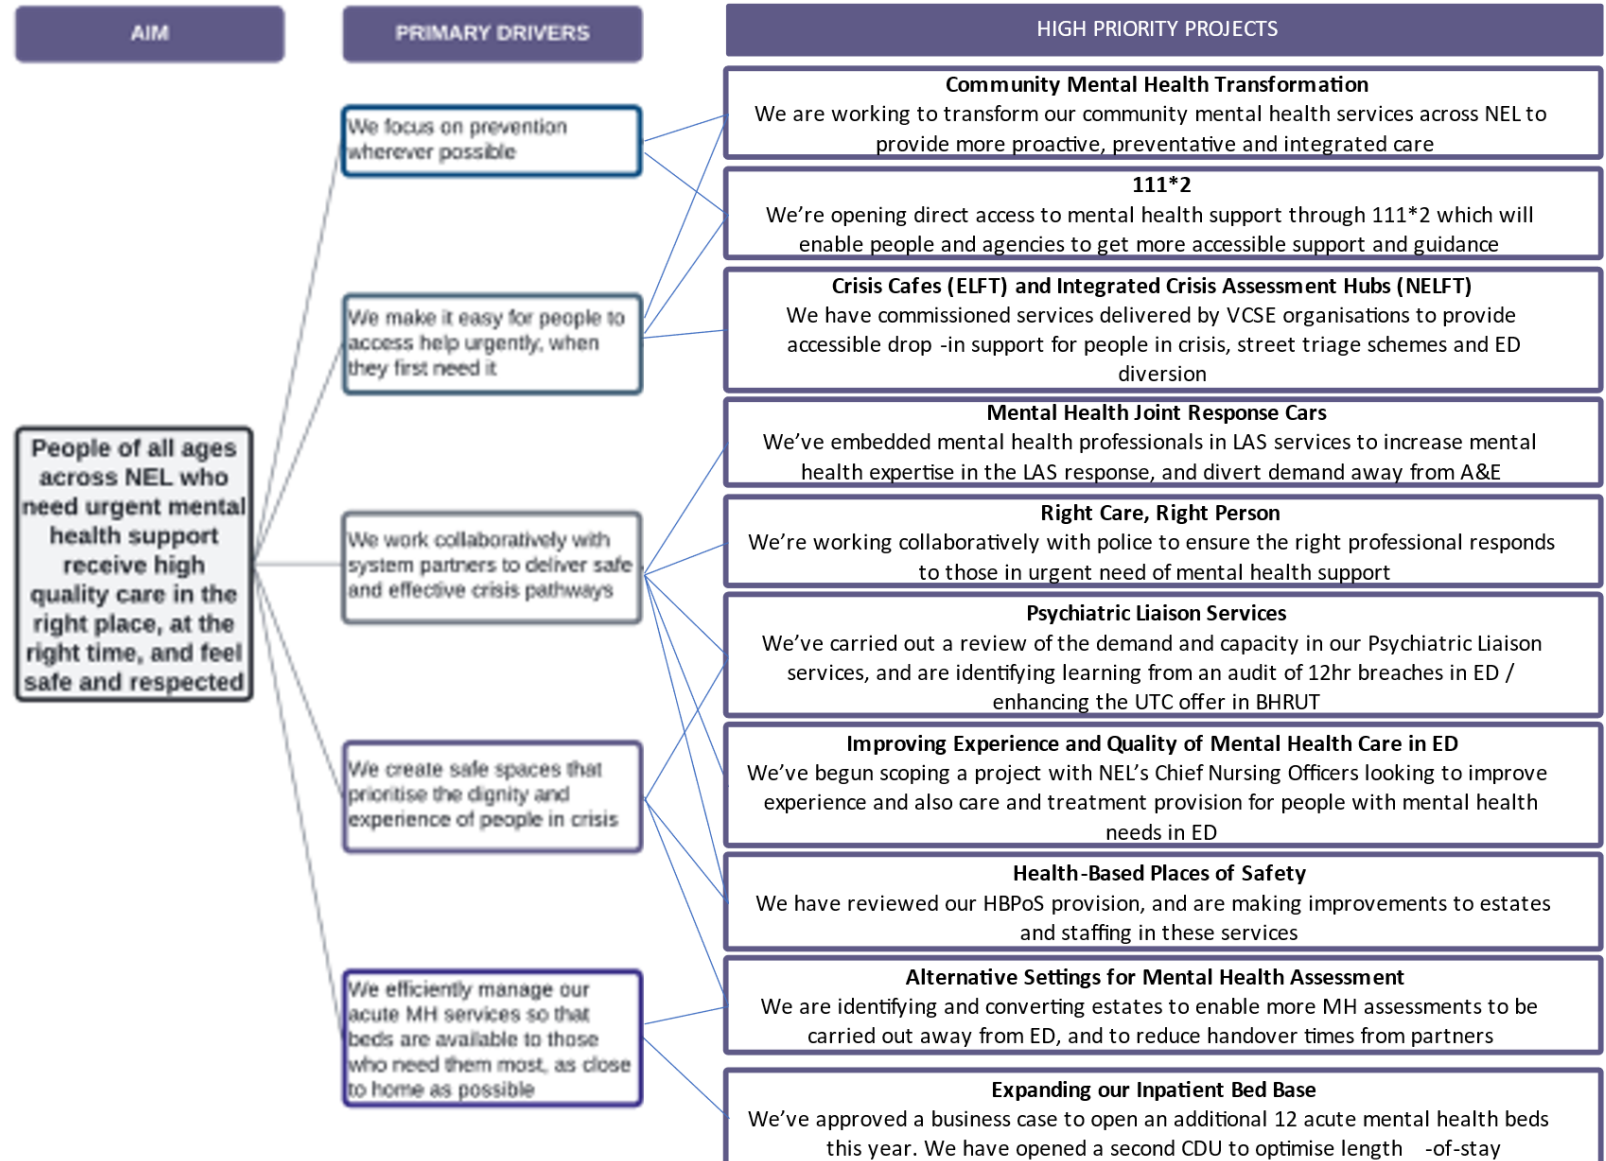 AIM
PRIMARY DRIVERS
HIGH PRIORITY PROJECTS
People of all ages
across NEL who
need urgent mental
health support
receive high
quality care in the
right place, at the
right time, and feel
safe and respected
We focus on prevention
wherever possible
We make it easy for people to
access help urgently, when
they first need it
We work collaboratively with
system partners to deliver safe
and effective crisis pathways
We create safe spaces that
prioritise the dignity and
experience of people in crisis
We efficiently manage our
acute MH services so that
beds are available to those
who need them most, as close
to home as possible
Community Mental Health Transformation
We are working to transform our community mental health services across NEL to
provide more proactive, preventative and integrated care
111*2
We’re opening direct access to mental health support through 111*2 which will
enable people and agencies to get more accessible support and guidance
Crisis Cafes (ELFT) and Integrated Crisis Assessment Hubs (NELFT)
We have commissioned services delivered by VCSE organisations to provide
accessible drop -in support for people in crisis, street triage schemes and ED
diversion
Mental Health Joint Response Cars
We’ve embedded mental health professionals in LAS services to increase mental
health expertise in the LAS response, and divert demand away from A&E
Right Care, Right Person
We’re working collaboratively with police to ensure the right professional responds
to those in urgent need of mental health support
Psychiatric Liaison Services
We’ve carried out a review of the demand and capacity in our Psychiatric Liaison
services, and are identifying learning from an audit of 12hr breaches in ED /
enhancing the UTC offer in BHRUT
Improving Experience and Quality of Mental Health Care in ED
We’ve begun scoping a project with NEL’s Chief Nursing Officers looking to improve
experience and also care and treatment provision for people with mental health
needs in ED
Health-Based Places of Safety
We have reviewed our HBPoS provision, and are making improvements to estates
and staffing in these services
Alternative Settings for Mental Health Assessment
We are identifying and converting estates to enable more MH assessments to be
carried out away from ED, and to reduce handover times from partners
Expanding our Inpatient Bed Base
We’ve approved a business case to open an additional 12 acute mental health beds
this year. We have opened a second CDU to optimise length -of-stay